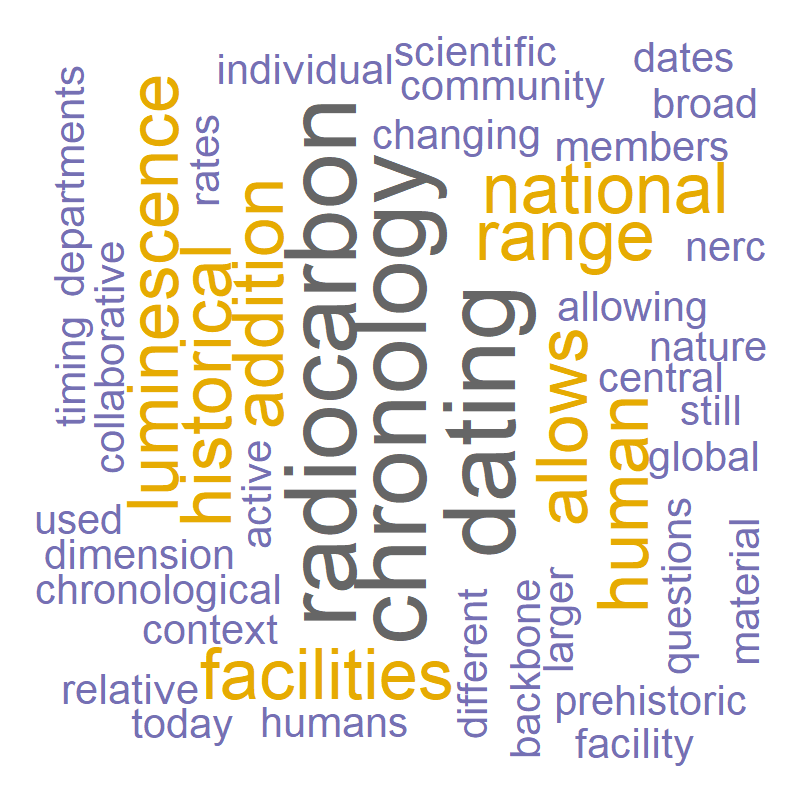 scientific
individual
dates
community
broad
changing
members
departments
luminescence
rates
radiocarbon
national
chronology
addition
range
nerc
historical
collaborative
dating
allowing
timing
nature
allows
central
still
human
global
active
used
questions
material
dimension
chronological
larger
different
backbone
context
facilities
relative
prehistoric
today
humans
facility